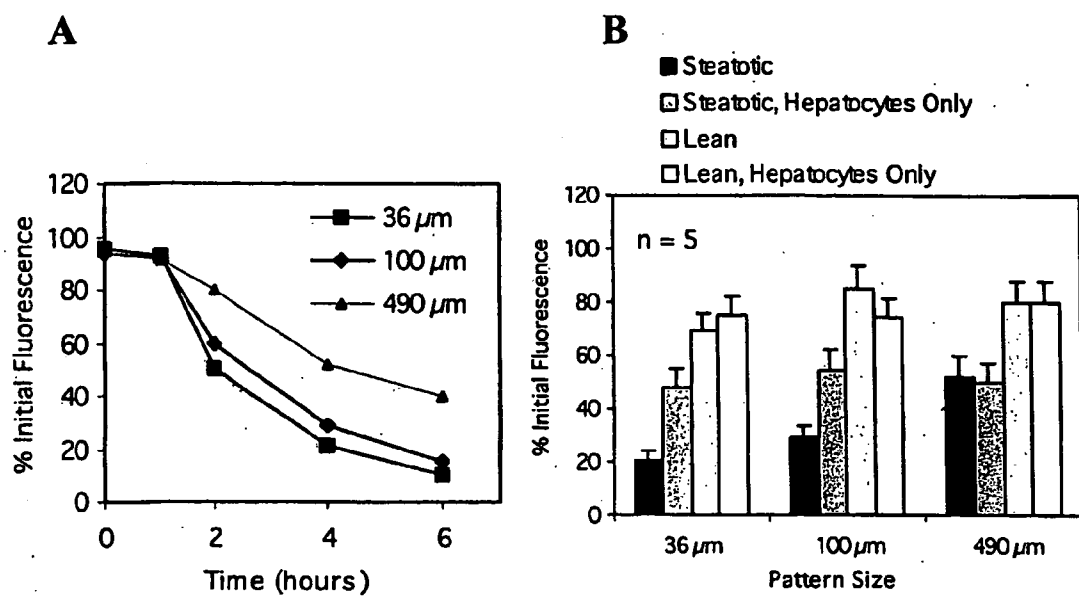 A
120
100
80
60
40
20
0
% Initial Fluorescence
36 µm
100 µm
490 µm
0 2 4 6
Time (hours)
B
Steatotic
Steatotic, Hepatocytes Only
Lean
Lean, Hepatocytes Only
120
100
80
60
40
20
0
% Initial Fluorescence
n = 5
36 µm 100 µm 490 µm
Pattern Size